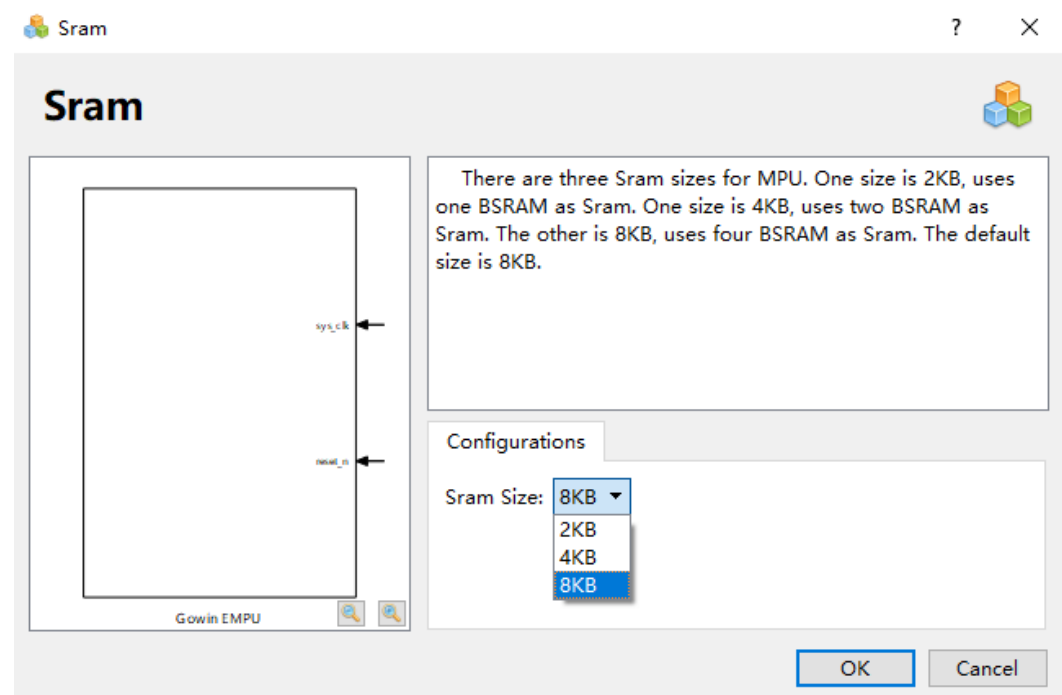 Sram
?
Sram
There are three Sram sizes for MPU. One size is 2KB, uses
one BSRAM as Sram. One size is 4KB, uses two BSRAM as
Sram. The other is 8KB, uses four BSRAM as Sram. The default
size is 8KB.
sys_clk
reset_n
Gowin EMPU
Configurations
Sram Size: 8KB
2KB
4KB
8KB
OK
Cancel